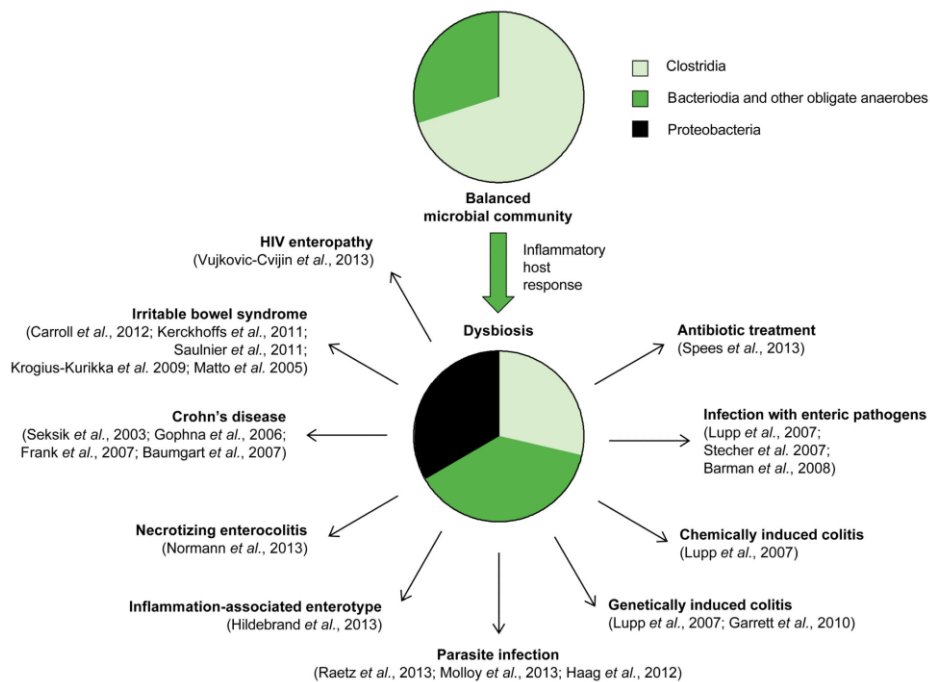 Clostridia
Bacteriodia and other obligate anaerobes
Proteobacteria
Balanced
microbial community
Inflammatory
host
response
Dysbiosis
HIV enteropathy
(Vujkovic-Cvijin et al., 2013)
Irritable bowel syndrome
(Carroll et al., 2012; Kerckhoffs et al., 2011;
Saulnier et al., 2011;
Krogius-Kurikka et al. 2009; Matto et al. 2005)
Crohn’s disease
(Seksik et al., 2003; Gophna et al., 2006;
Frank et al., 2007; Baumgart et al., 2007)
Necrotizing enterocolitis
(Normann et al., 2013)
Inflammation-associated enterotype
(Hildebrand et al., 2013)
Parasite infection
(Raetz et al., 2013; Molloy et al., 2013; Haag et al., 2012)
Antibiotic treatment
(Spees et al., 2013)
Infection with enteric pathogens
(Lupp et al., 2007;
Stecher et al. 2007;
Barman et al., 2008)
Chemically induced colitis
(Lupp et al., 2007)
Genetically induced colitis
(Lupp et al., 2007; Garrett et al., 2010)